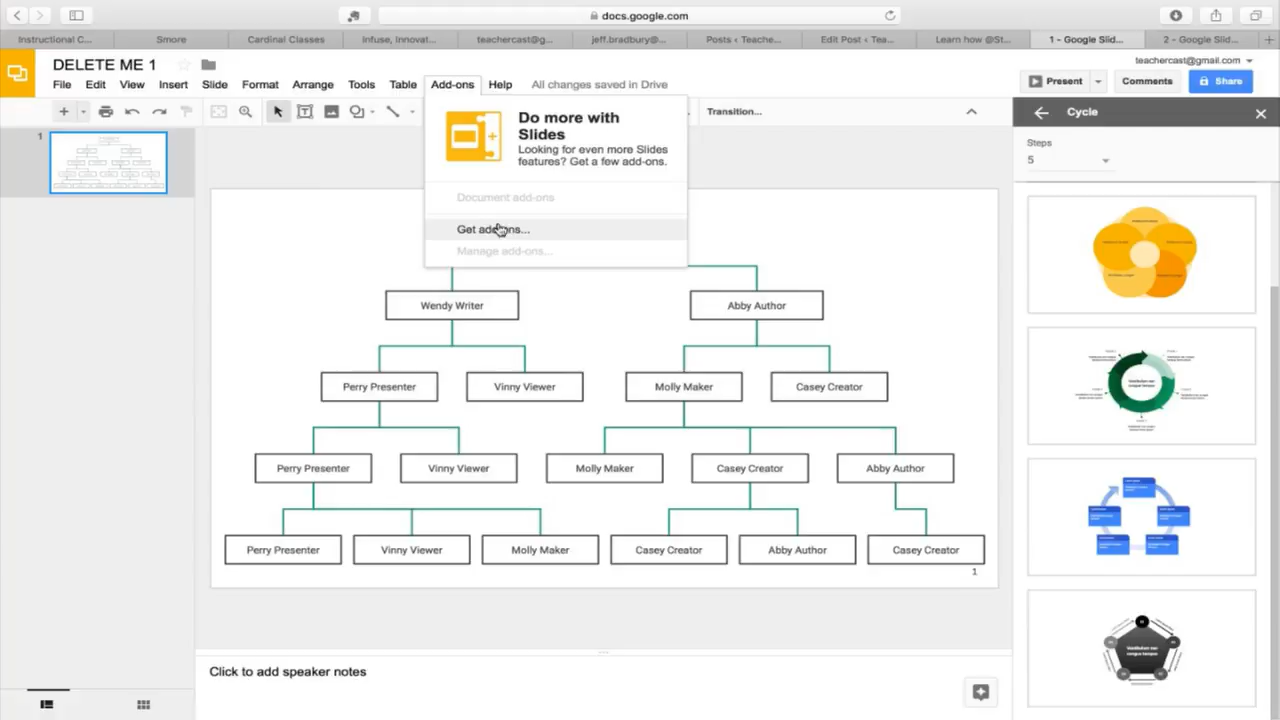 docs.google.com
Instructional C...
Smore
Cardinal Classes
Infuse, Innovat...
teachercast@g...
jeff.bradbury@...
Posts ‹ Teache...
Edit Post ‹ Tea...
Learn how @St...
1 - Google Slid...
2 - Google Slid...
DELETE ME 1
teachercast@gmail.com
File Edit View Insert Slide Format Arrange Tools Table Add-ons Help All changes saved in Drive
Present
Comments
Share
Transition...
Do more with
Slides
Looking for even more Slides
features? Get a few add-ons.
Document add-ons
Get add-ons...
Manage add-ons...
1
Wendy Writer
Abby Author
Perry Presenter
Vinny Viewer
Molly Maker
Casey Creator
Perry Presenter
Vinny Viewer
Molly Maker
Casey Creator
Abby Author
Perry Presenter
Vinny Viewer
Molly Maker
Casey Creator
Abby Author
Casey Creator
1
Click to add speaker notes
Cycle
Steps
5